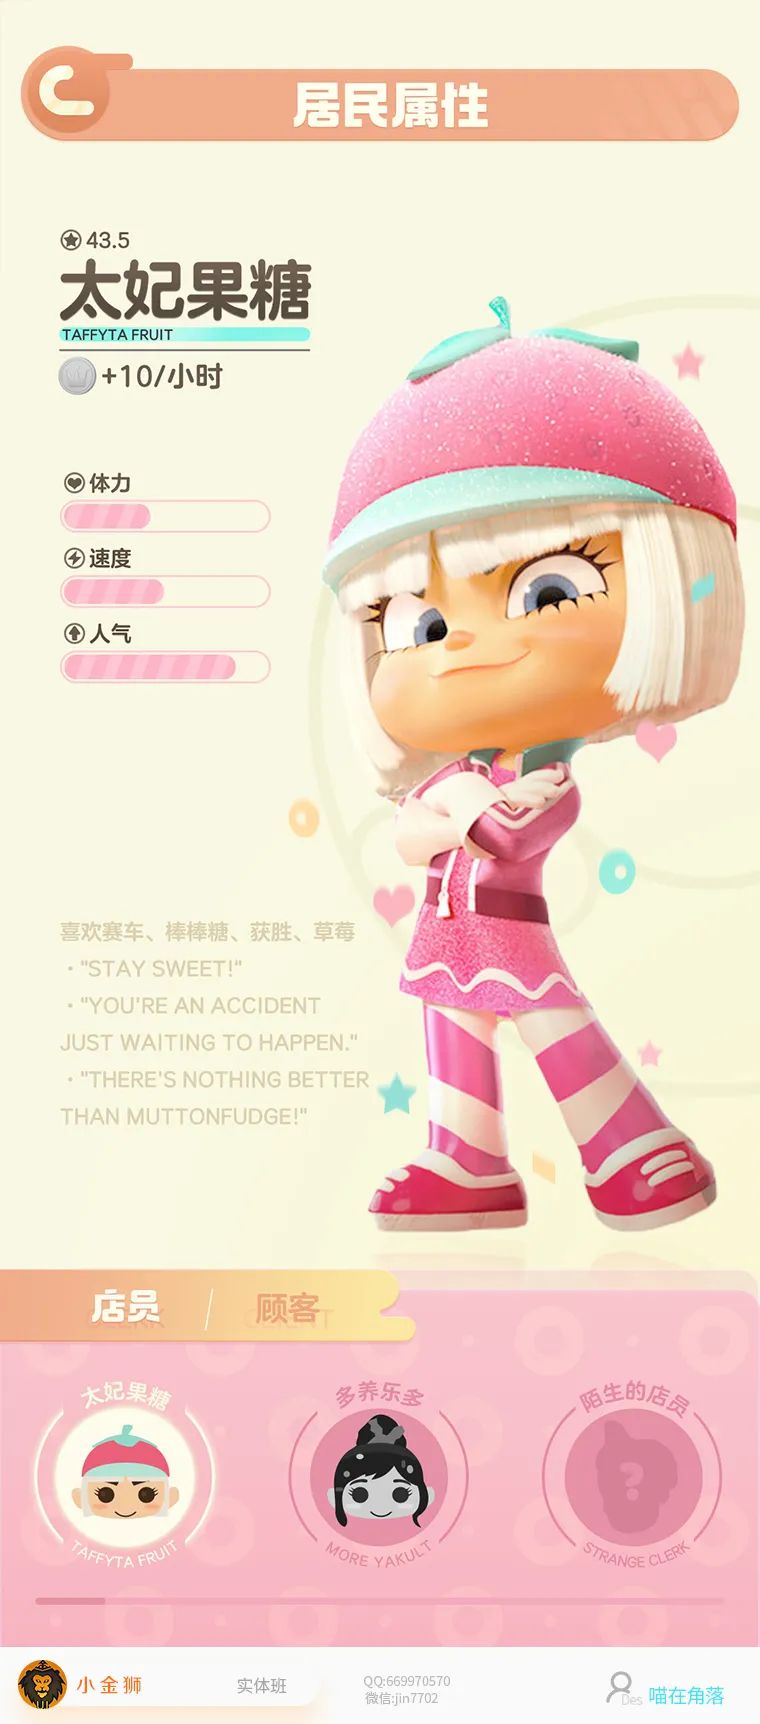 居民属性
43.5
太妃果糖
TAFFYTA FRUIT
+10/小时
体力
速度
人气
喜欢赛车、棒棒糖、获胜、草莓
·"STAY SWEET!"
·"YOU'RE AN ACCIDENT
JUST WAITING TO HAPPEN."
·"THERE'S NOTHING BETTER
THAN MUTTONFUDGE!"
店员 顾客
太妃果糖
TAFFYTA FRUIT
多养乐多
MORE YAKULT
陌生的店员
?
STRANGE CLERK
小金狮
实体班
QQ:669970570
微信:jin7702
Des 喵在角落